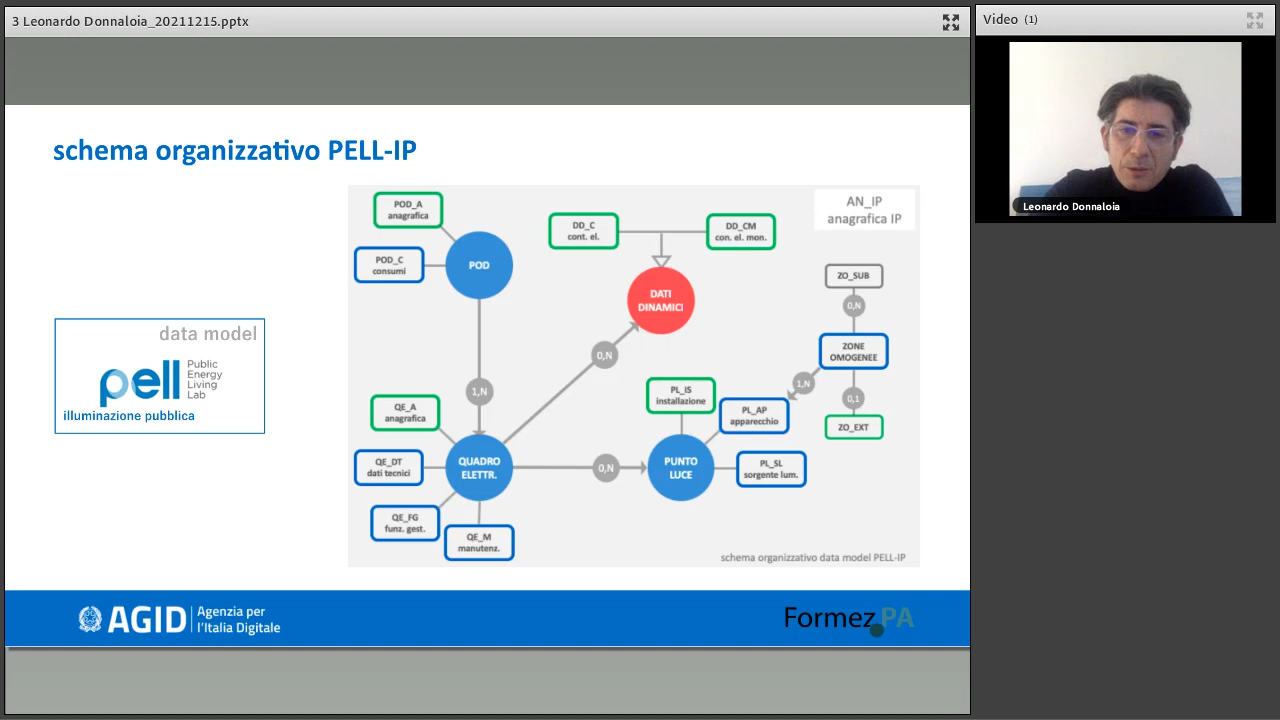 3 Leonardo Donnaloia_20211215.pptx
Video (1)
Leonardo Donnaloia
schema organizzativo PELL-IP
data model
pell
Public
Energy
Living
Lab
illuminazione pubblica
POD_A
anagrafica
POD_C
consumi
POD
DD_C
cont. el.
DD_CM
con. el. mon.
AN_IP
anagrafica IP
DATI
DINAMICI
ZO_SUB
0,N
ZONE
OMOGENEE
0,N
1,N
1,N
0,1
PL_IS
installazione
PL_AP
apparecchio
ZO_EXT
QE_A
anagrafica
QE_DT
dati tecnici
QUADRO
ELETTR.
0,N
PUNTO
LUCE
PL_SL
sorgente lum.
QE_FG
funz. gest.
QE_M
manutenz.
schema organizzativo data model PELL-IP
AGID
Agenzia per
l'Italia Digitale
Formez PA